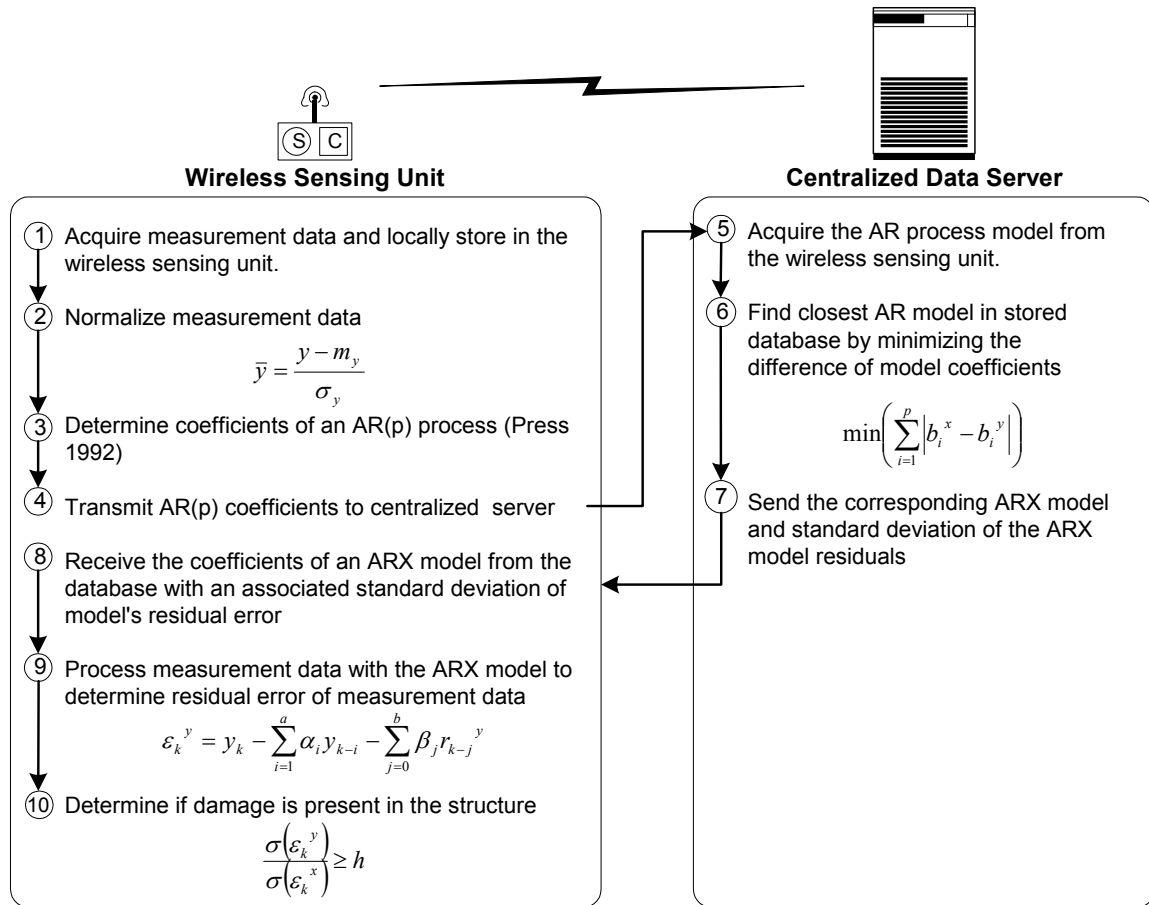 S C
Wireless Sensing Unit
1 Acquire measurement data and locally store in the
wireless sensing unit.
2 Normalize measurement data
ȳ = (y − m_y) / σ_y
3 Determine coefficients of an AR(p) process (Press
1992)
4 Transmit AR(p) coefficients to centralized server
8 Receive the coefficients of an ARX model from the
database with an associated standard deviation of
model's residual error
9 Process measurement data with the ARX model to
determine residual error of measurement data
ε_k^y = y_k − ∑_{i=1}^{a} α_i y_{k−i} − ∑_{j=0}^{b} β_j r_{k−j}^y
10 Determine if damage is present in the structure
σ(ε_k^y) / σ(ε_k^x) ≥ h
Centralized Data Server
5 Acquire the AR process model from
the wireless sensing unit.
6 Find closest AR model in stored
database by minimizing the
difference of model coefficients
min(∑_{i=1}^{p} |b_i^x − b_i^y|)
7 Send the corresponding ARX model
and standard deviation of the ARX
model residuals